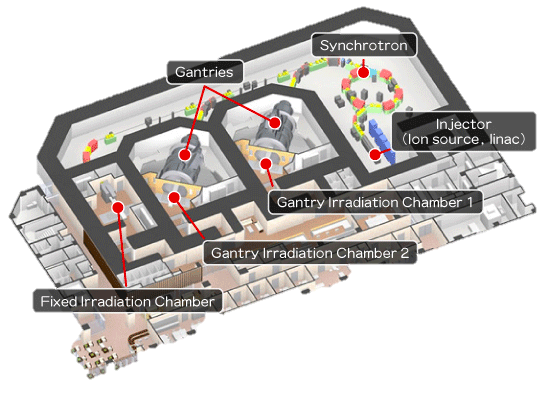 Synchrotron
Gantries
Injector
(Ion source, linac)
Gantry Irradiation Chamber 1
Gantry Irradiation Chamber 2
Fixed Irradiation Chamber